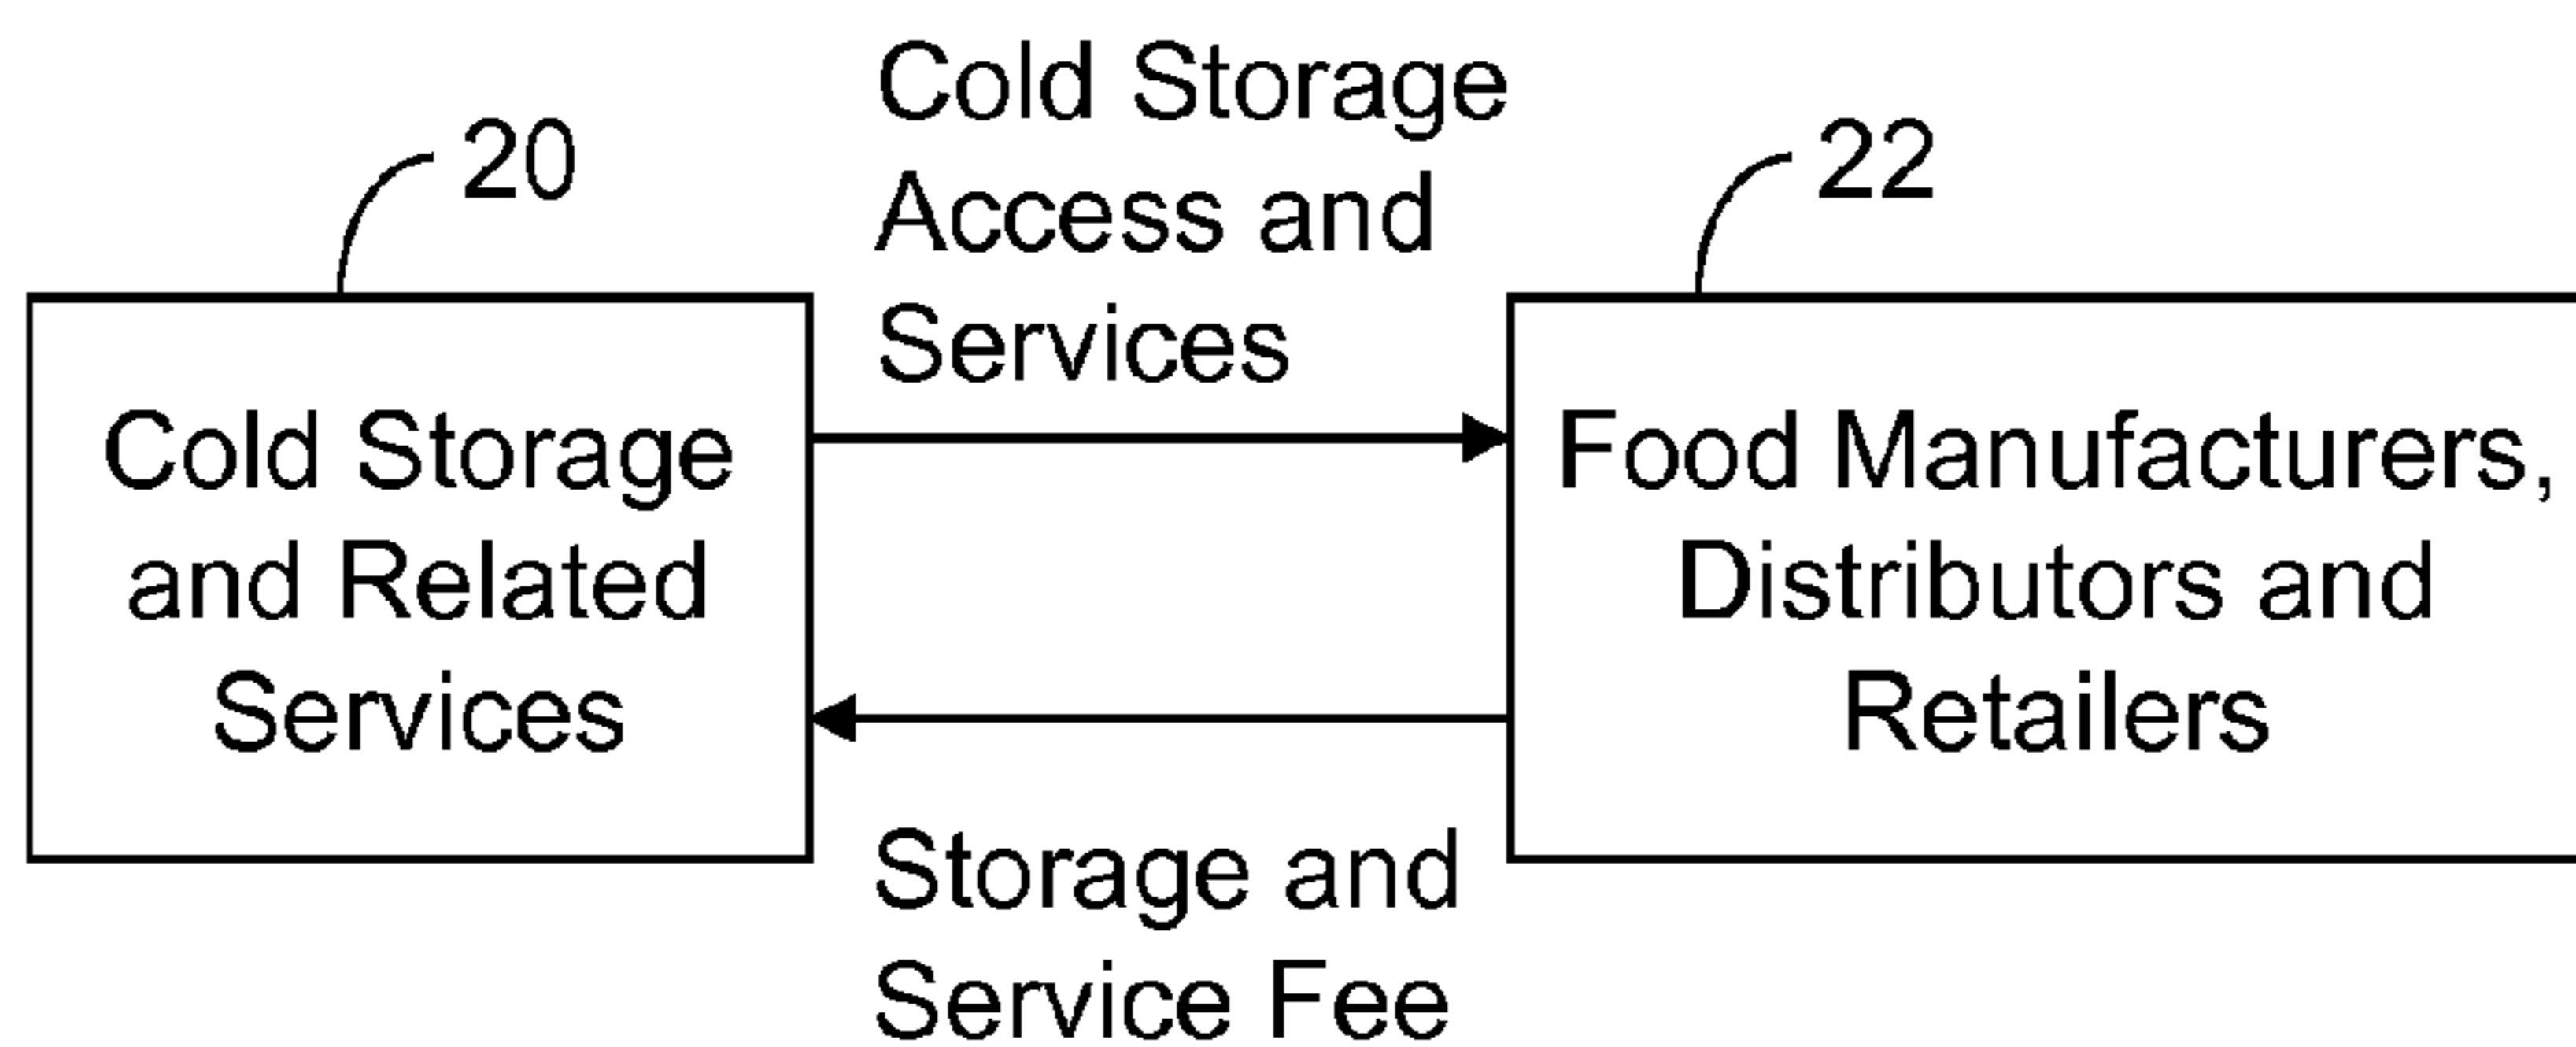 20
Cold Storage
and Related
Services
Cold Storage
Access and
Services
Storage and
Service Fee
22
Food Manufacturers,
Distributors and
Retailers